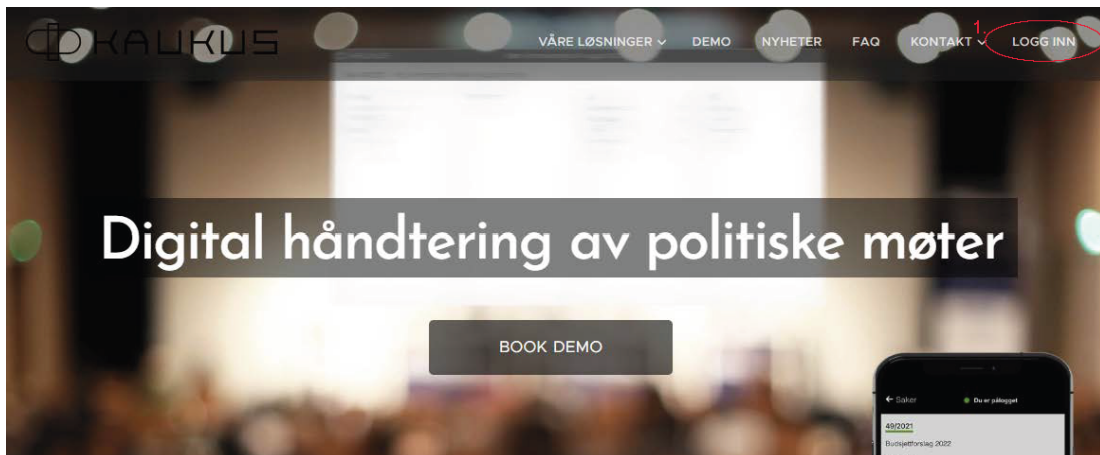 KAUKUS
VÅRE LØSNINGER DEMO NYHETER FAQ KONTAKT 1. LOGG INN
Digital håndtering av politiske møter
BOOK DEMO
← Saker Du er pålogget
49/2021
Budsjettforslag 2022